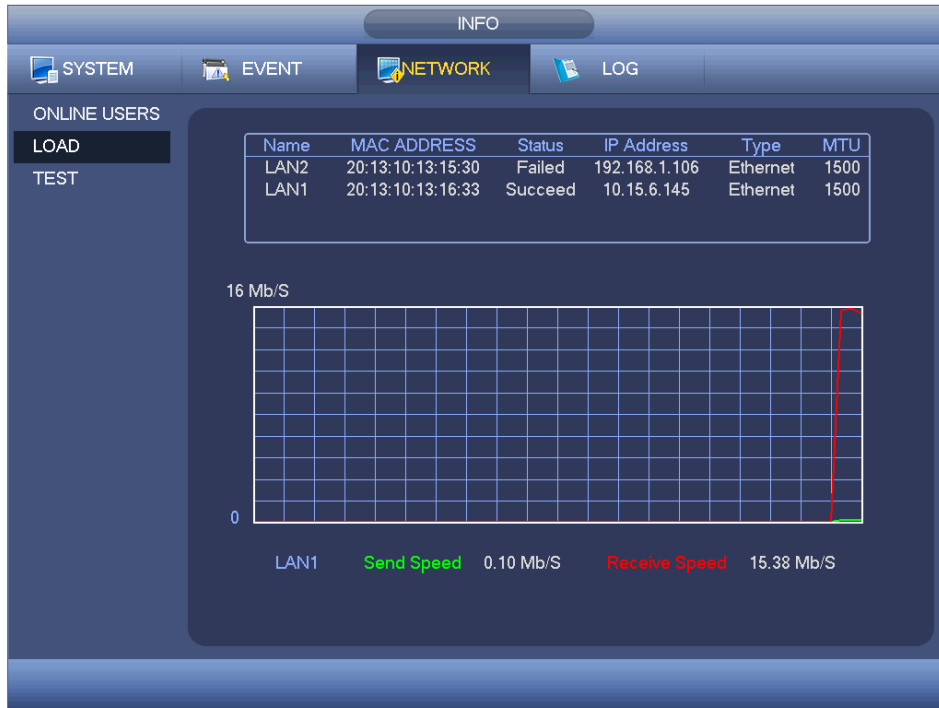 INFO
SYSTEM EVENT NETWORK LOG
ONLINE USERS
LOAD
TEST
Name MAC ADDRESS Status IP Address Type MTU
LAN2 20:13:10:13:15:30 Failed 192.168.1.106 Ethernet 1500
LAN1 20:13:10:13:16:33 Succeed 10.15.6.145 Ethernet 1500
16 Mb/S
0
LAN1 Send Speed 0.10 Mb/S Receive Speed 15.38 Mb/S